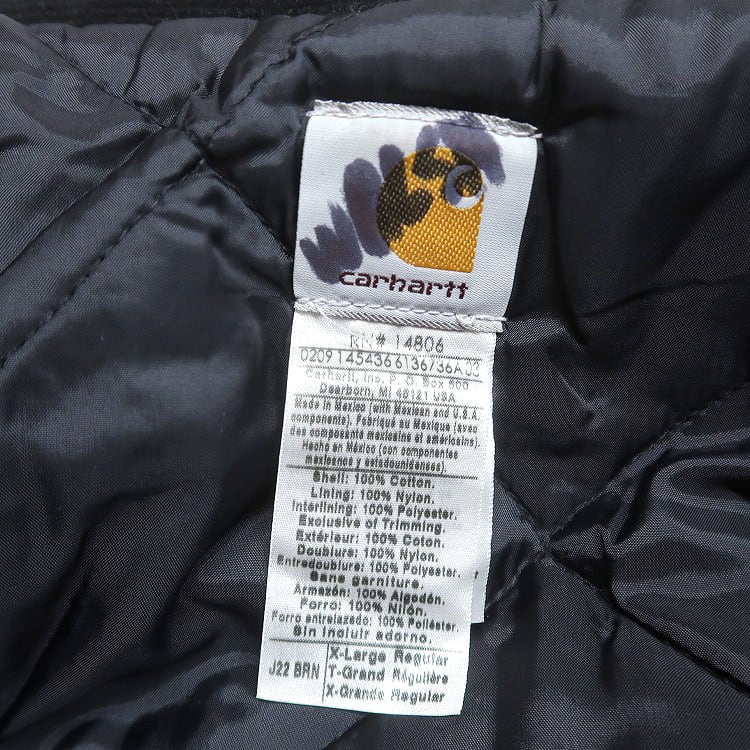 carhartt
RN# 14806
0209 145436 6136736A 03
Carhartt, Inc. P. O. Box 600
Dearborn, MI 48121 USA
Made in Mexico (with Mexican and U.S.A.
components). Fabriqué au Mexique (avec
des composants mexicains et américains).
Hecho en México (con componentes
mexicanos y estadounidenses).
Shell: 100% Cotton.
Lining: 100% Nylon.
Interlining: 100% Polyester.
Exclusive of Trimming.
Extérieur: 100% Coton.
Doublure: 100% Nylon.
Entredoublure: 100% Polyester.
Sans garniture.
Armazón: 100% Algodón.
Forro: 100% Nilón.
Forro entrelazado: 100% Poliéster.
Sin incluir adorno.
J22 BRN
X-Large Regular
T-Grand Régulière
X-Grande Regular